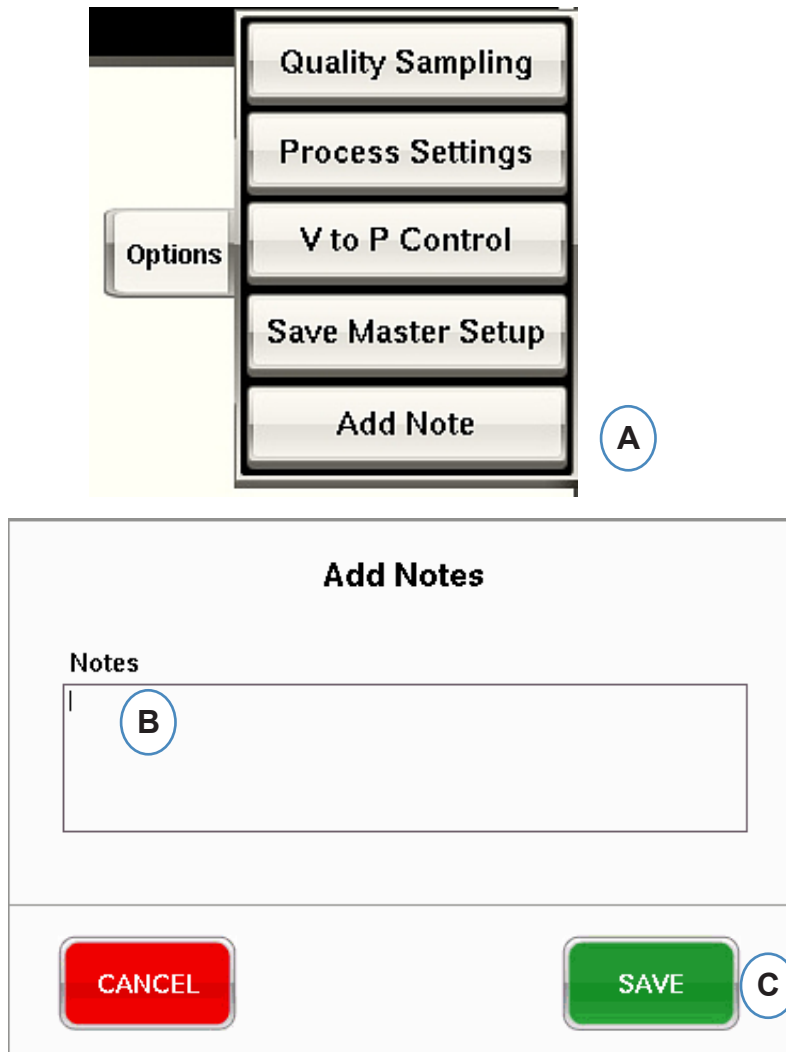 Quality Sampling
Process Settings
Options
V to P Control
Save Master Setup
Add Note
A
Add Notes
Notes
B
CANCEL
SAVE
C